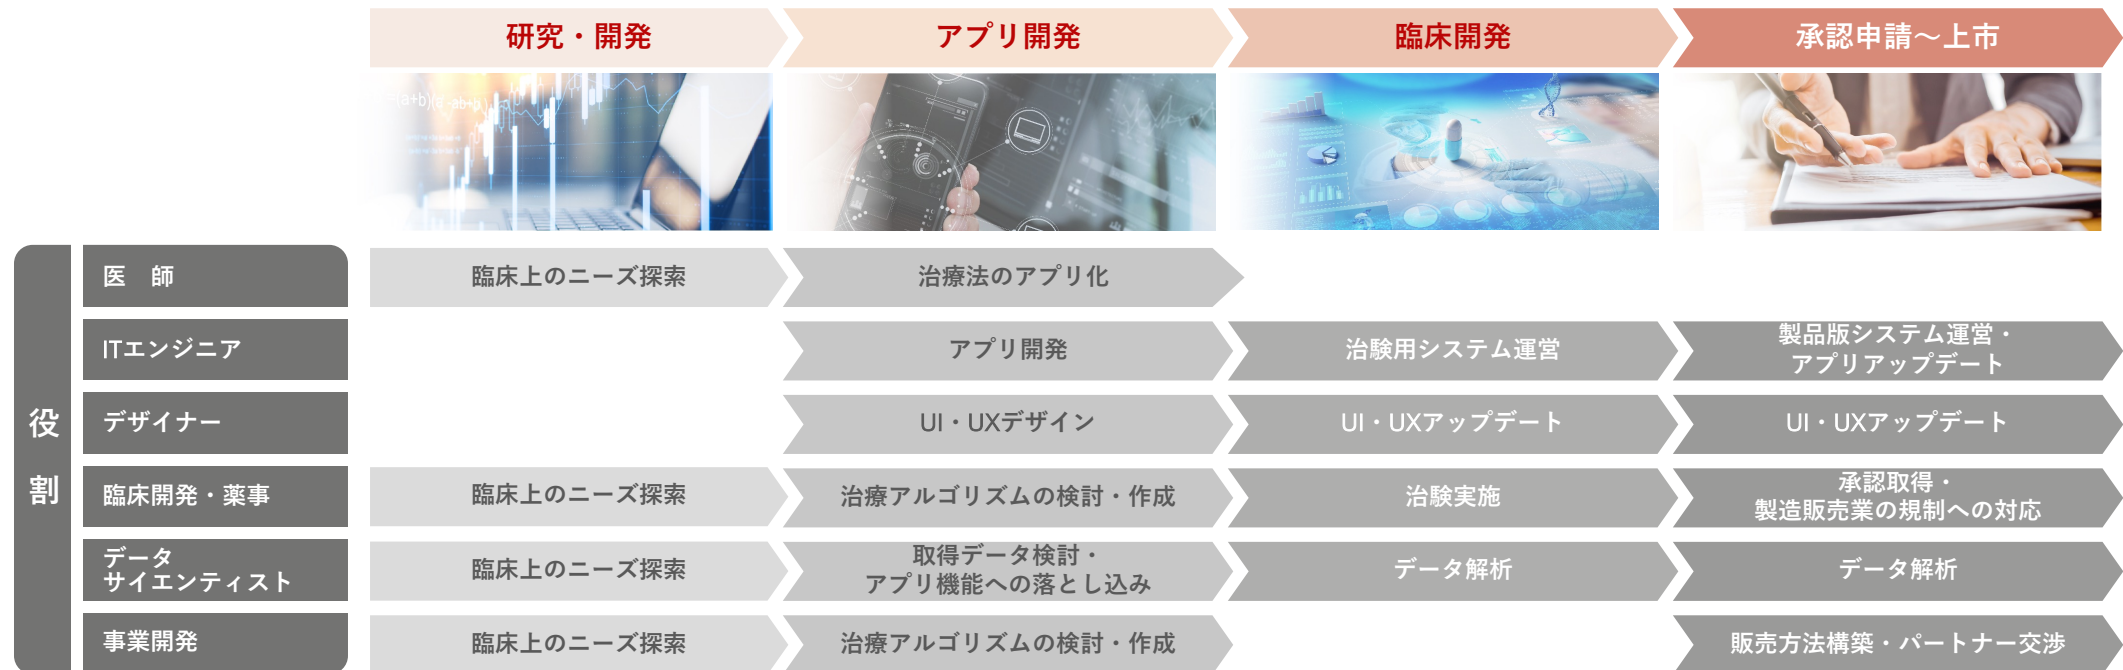 研究・開発
アプリ開発
臨床開発
承認申請～上市
役割
医　師
臨床上のニーズ探索
治療法のアプリ化
ITエンジニア
アプリ開発
治験用システム運営
製品版システム運営・
アプリアップデート
デザイナー
UI・UXデザイン
UI・UXアップデート
UI・UXアップデート
臨床開発・薬事
臨床上のニーズ探索
治療アルゴリズムの検討・作成
治験実施
承認取得・
製造販売業の規制への対応
データ
サイエンティスト
臨床上のニーズ探索
取得データ検討・
アプリ機能への落とし込み
データ解析
データ解析
事業開発
臨床上のニーズ探索
治療アルゴリズムの検討・作成
販売方法構築・パートナー交渉